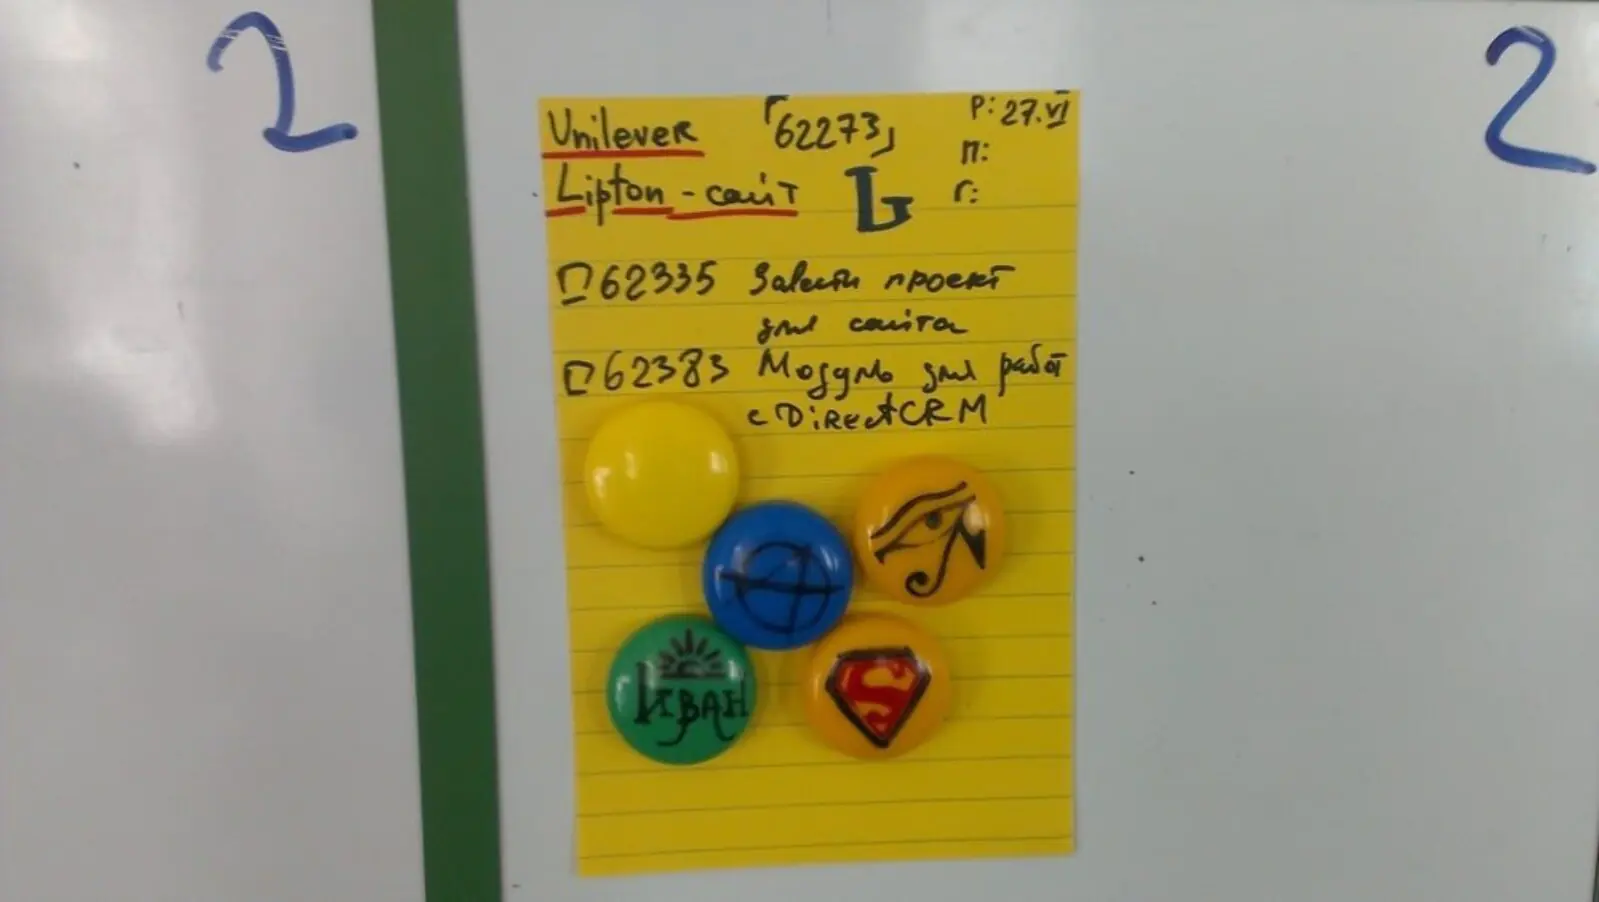 2
2
Unilever 「62273」 Р: 27.VI
П:
Lipton - сайт Г:
62335 Завести проект
для сайта
62383 Модуль для работ
с DirectCRM
ИВАН
S